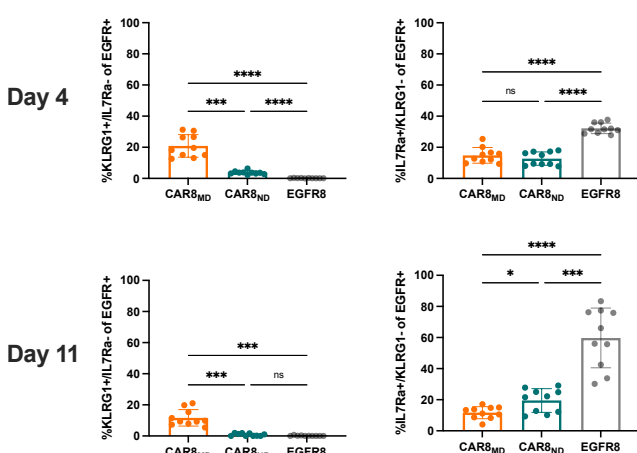 Day 4
%KLRG1+/IL7Ra- of EGFR+
100
80
60
40
20
0
****
*** ****
CAR8MD CAR8ND EGFR8
%IL7Ra+/KLRG1- of EGFR+
100
80
60
40
20
0
****
ns ****
CAR8MD CAR8ND EGFR8
Day 11
%KLRG1+/IL7Ra- of EGFR+
100
80
60
40
20
0
***
*** ns
CAR8MD CAR8ND EGFR8
%IL7Ra+/KLRG1- of EGFR+
100
80
60
40
20
0
****
* ***
CAR8MD CAR8ND EGFR8